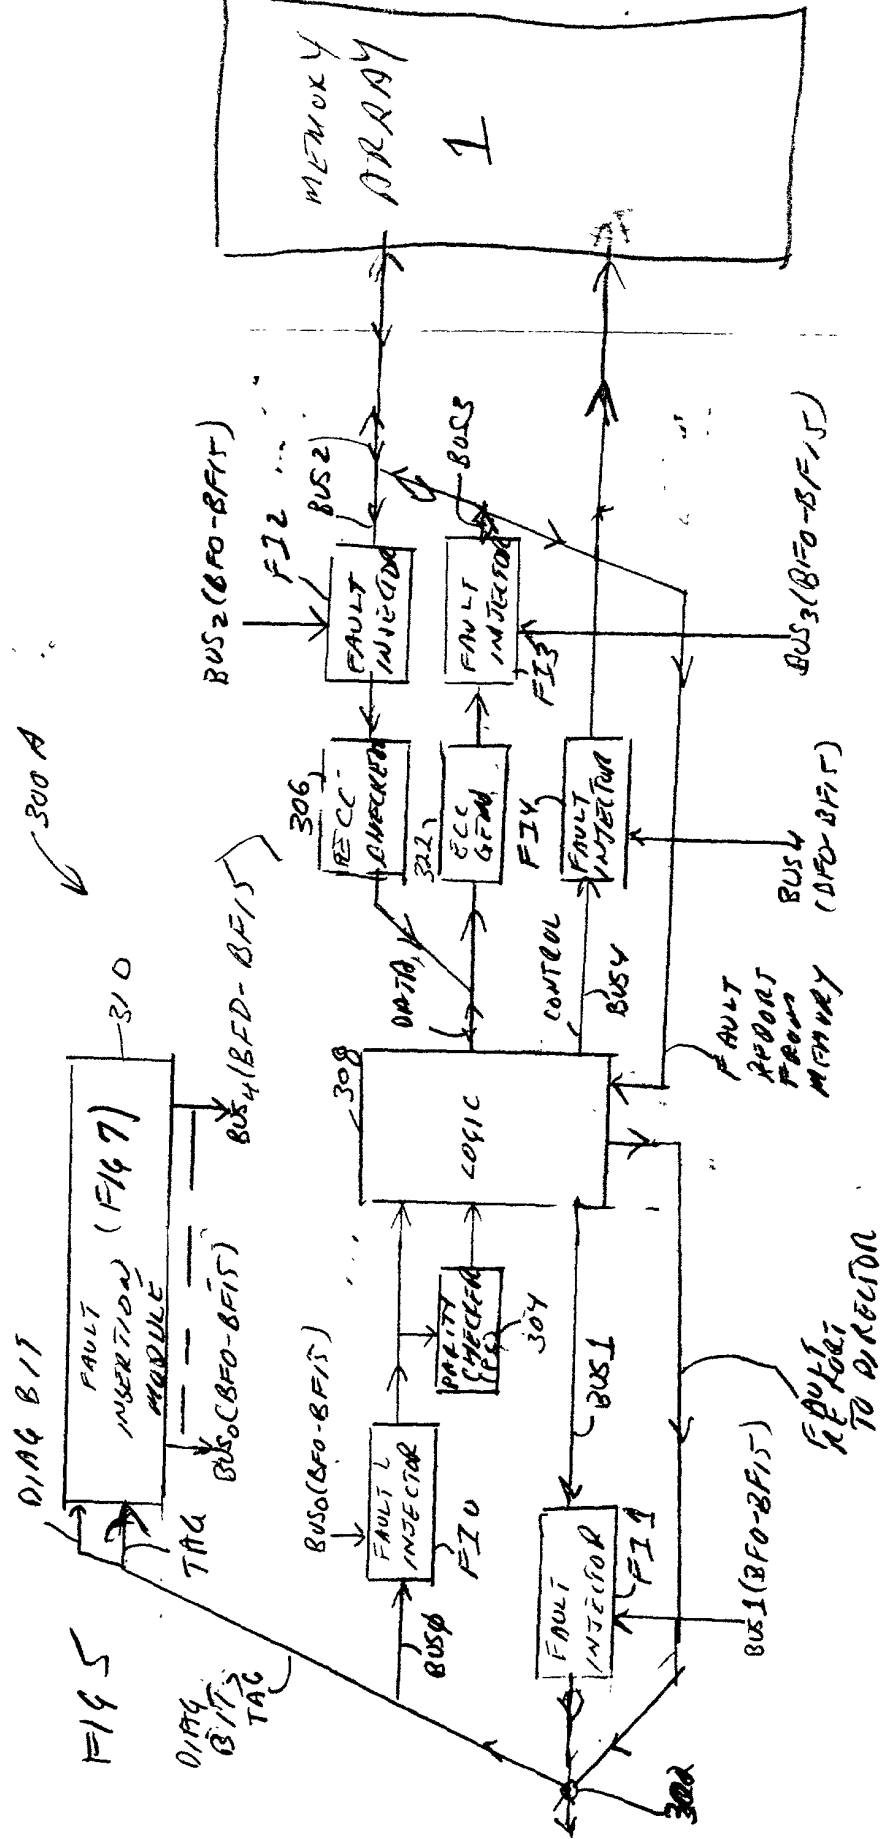 FIG 5
300A
DIAG BIT
TAG
DIAG
BITS
TAG
FAULT
INSERTION
MODULE
(FIG 7)
310
BUS0(BF0-BF15)
BUS4(BF0-BF15)
BUS0(BF0-BF15)
FAULT
INJECTOR
FI0
BUSØ
PARITY
CHECKER
304
308
LOGIC
DATA
CONTROL
BUS4
306
ECC
CHECKER
322
ECC
GEN
FAULT
INJECTOR
FI2
BUS2(BF0-BF15)
BUS2
FAULT
INJECTOR
FI3
BUS3
BUS3(BF0-BF15)
FAULT
INJECTOR
FI4
BUS4
(BF0-BF15)
MEMORY
ARRAY
1
FAULT
REPORT
FROM
MEMORY
BUS1
FAULT
INJECTOR
FI1
BUS1(BF0-BF15)
FAULT
REPORT
TO DIRECTOR
302